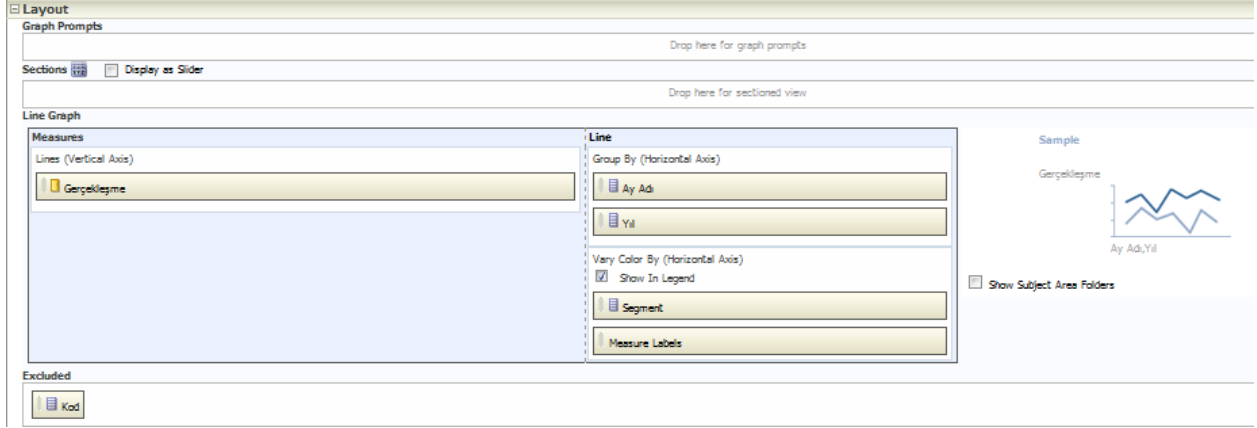 Layout
Graph Prompts
Drop here for graph prompts
Sections Display as Slider
Drop here for sectioned view
Line Graph
Measures
Lines (Vertical Axis)
Gerçekleşme
Line
Group By (Horizontal Axis)
Ay Adı
Yıl
Vary Color By (Horizontal Axis)
Show In Legend
Segment
Measure Labels
Sample
Gerçekleşme
Ay Adı,Yıl
Show Subject Area Folders
Excluded
Kod